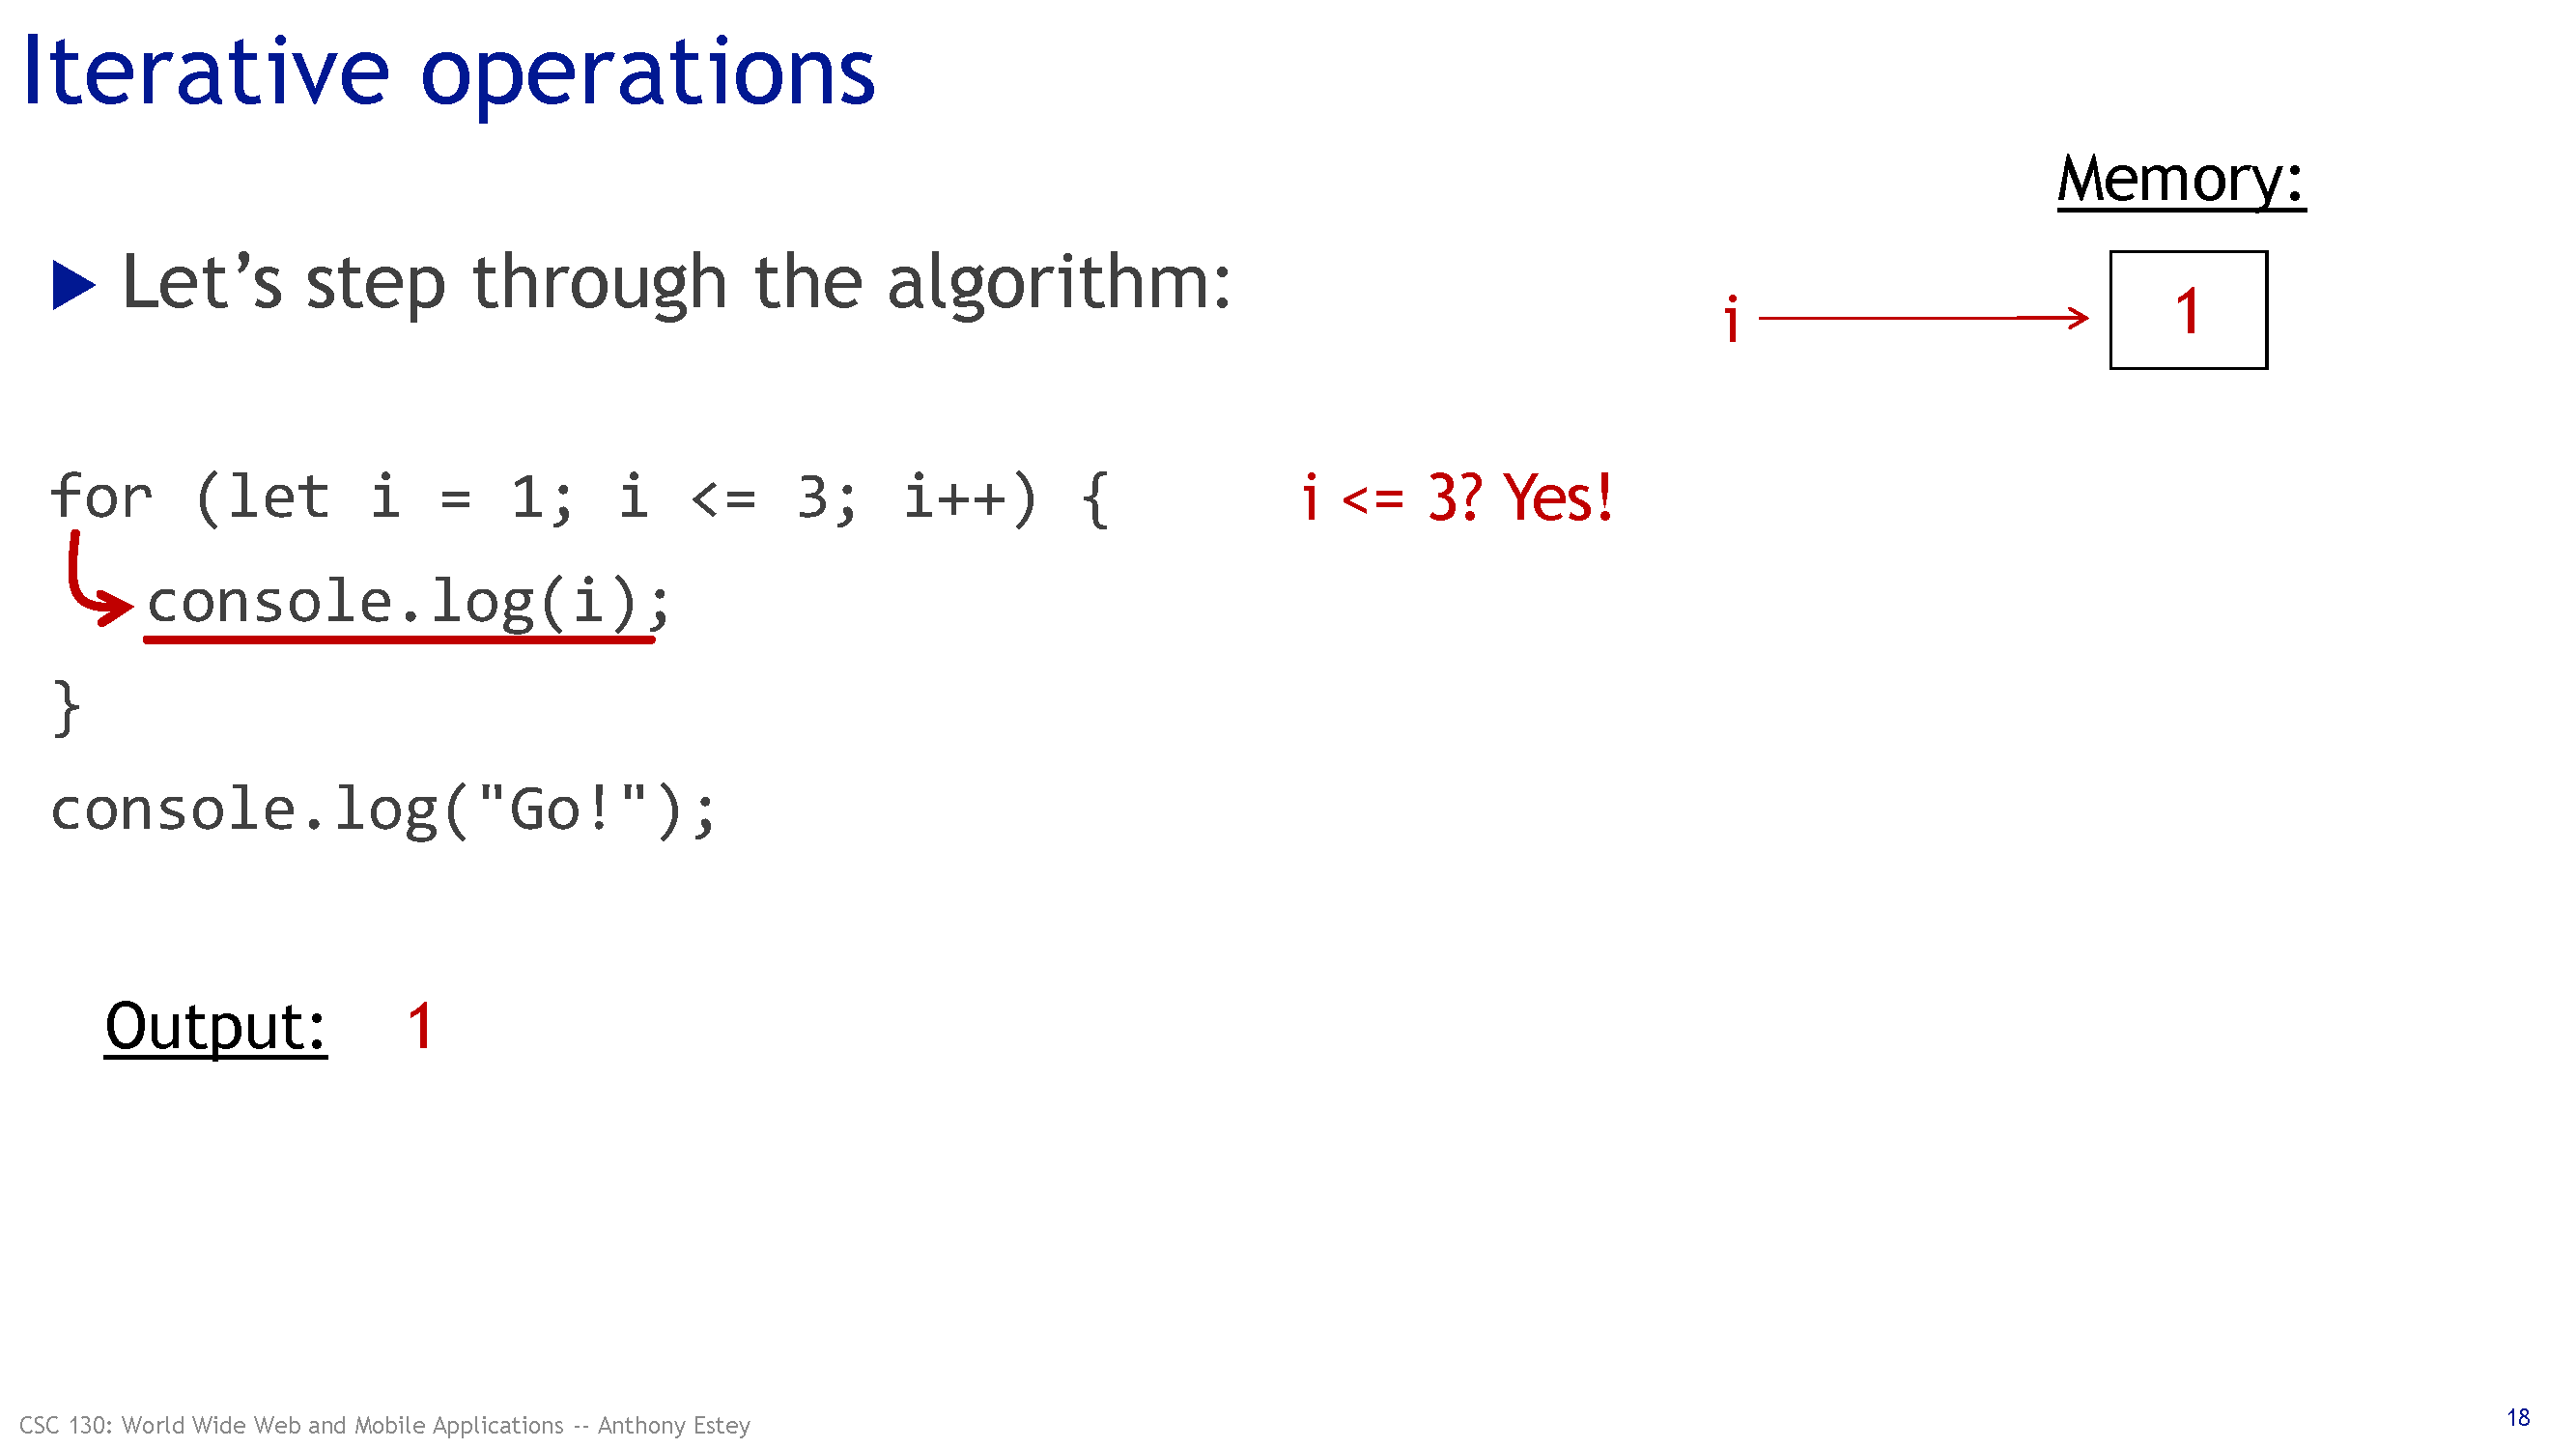 Iterative operations
Memory:
▶ Let’s step through the algorithm:
i
1
for (let i = 1; i <= 3; i++) {
i <= 3? Yes!
console.log(i);
}
console.log("Go!");
Output: 1
CSC 130: World Wide Web and Mobile Applications -- Anthony Estey
18